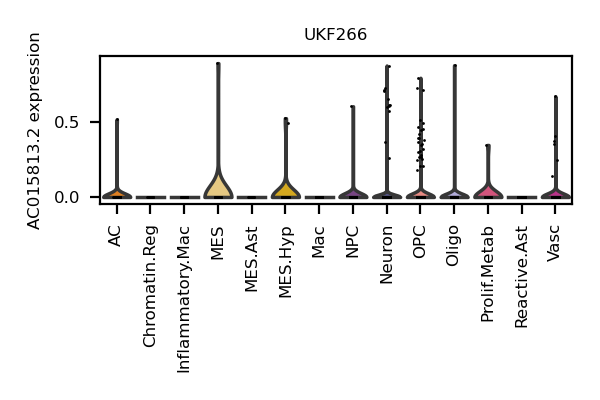 UKF266
AC015813.2 expression
0.5
0.0
AC
Chromatin.Reg
Inflammatory.Mac
MES
MES.Ast
MES.Hyp
Mac
NPC
Neuron
OPC
Oligo
Prolif.Metab
Reactive.Ast
Vasc